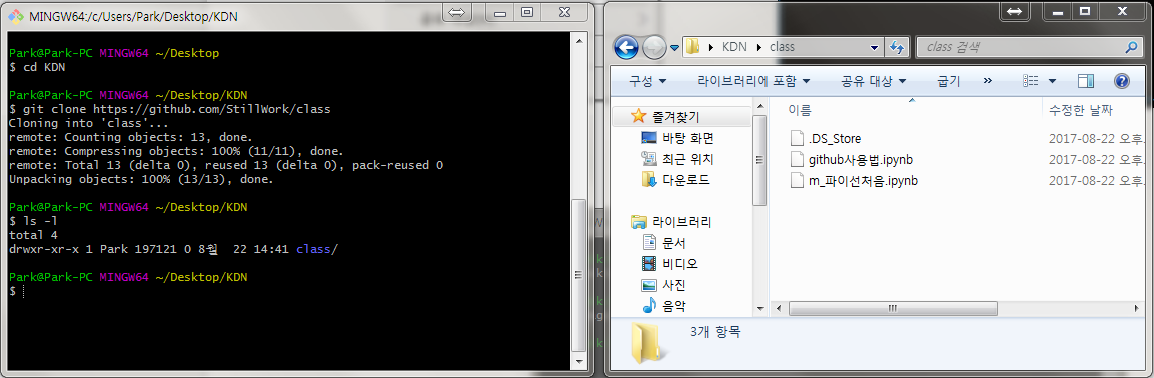 MINGW64:/c/Users/Park/Desktop/KDN
Park@Park-PC MINGW64 ~/Desktop
$ cd KDN
Park@Park-PC MINGW64 ~/Desktop/KDN
$ git clone https://github.com/StillWork/class
Cloning into 'class'...
remote: Counting objects: 13, done.
remote: Compressing objects: 100% (11/11), done.
remote: Total 13 (delta 0), reused 13 (delta 0), pack-reused 0
Unpacking objects: 100% (13/13), done.
Park@Park-PC MINGW64 ~/Desktop/KDN
$ ls -l
total 4
drwxr-xr-x 1 Park 197121 0 8월  22 14:41 class/
Park@Park-PC MINGW64 ~/Desktop/KDN
$
KDN class
class 검색
구성 라이브러리에 포함 공유 대상 굽기 »
즐겨찾기
바탕 화면
최근 위치
다운로드
라이브러리
문서
비디오
사진
음악
이름 수정한 날짜
.DS_Store 2017-08-22 오후...
github사용법.ipynb 2017-08-22 오후...
m_파이선처음.ipynb 2017-08-22 오후...
3개 항목